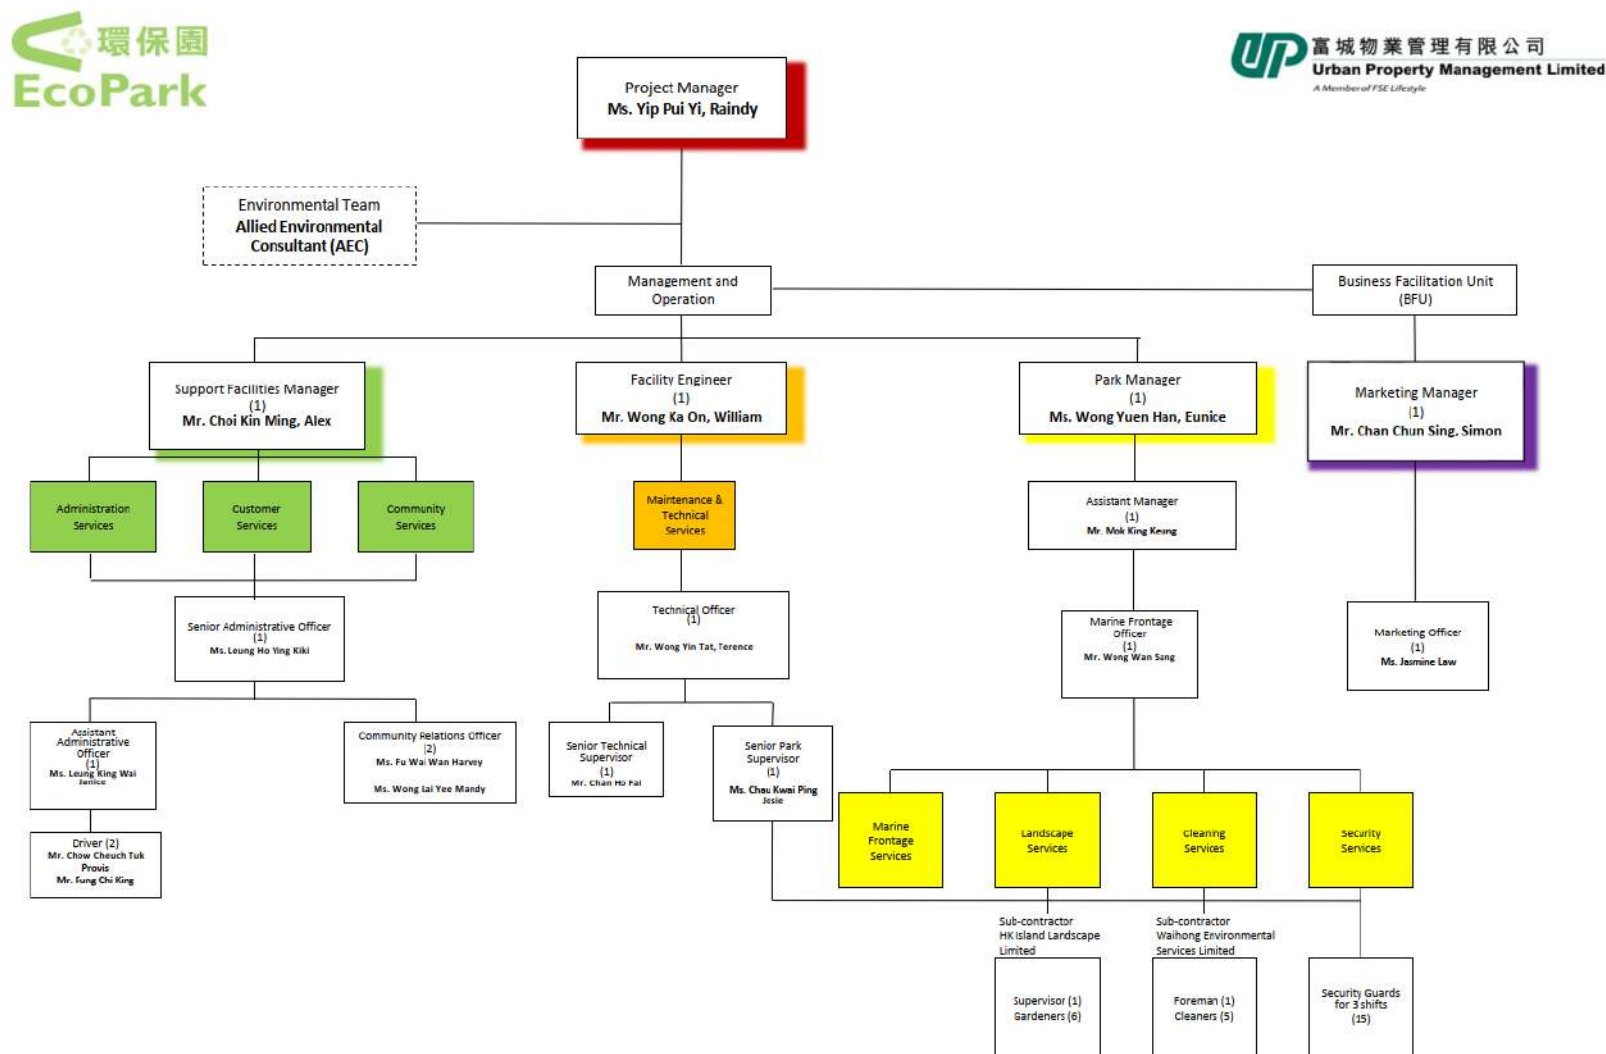 環保園
EcoPark
富城物業管理有限公司
Urban Property Management Limited
A Member of FSE Lifestyle
Project Manager
Ms. Yip Pui Yi, Raindy
Environmental Team
Allied Environmental
Consultant (AEC)
Management and
Operation
Business Facilitation Unit
(BFU)
Support Facilities Manager
(1)
Mr. Choi Kin Ming, Alex
Facility Engineer
(1)
Mr. Wong Ka On, William
Park Manager
(1)
Ms. Wong Yuen Han, Eunice
Marketing Manager
(1)
Mr. Chan Chun Sing, Simon
Administration
Services
Customer
Services
Community
Services
Maintenance &
Technical
Services
Assistant Manager
(1)
Mr. Mok King Keung
Senior Administrative Officer
(1)
Ms. Leung Ho Ying Kiki
Technical Officer
(1)
Mr. Wong Yin Tat, Terence
Marine Frontage
Officer
(1)
Mr. Wong Wan Sang
Marketing Officer
(1)
Ms. Jasmine Law
Assistant
Administrative
Officer
(1)
Ms. Leung King Wai
Janice
Community Relations Officer
(2)
Ms. Fu Wai Wan Harvey
Ms. Wong Lai Yee Mandy
Senior Technical
Supervisor
(1)
Mr. Chan Ho Fai
Senior Park
Supervisor
(1)
Ms. Chau Kwai Ping
Josie
Driver (2)
Mr. Chow Cheuch Tuk
Provis
Mr. Fung Chi King
Marine
Frontage
Services
Landscape
Services
Cleaning
Services
Security
Services
Sub-contractor
HK Island Landscape
Limited
Sub-contractor
Waihong Environmental
Services Limited
Supervisor (1)
Gardeners (6)
Foreman (1)
Cleaners (5)
Security Guards
for 3 shifts
(15)